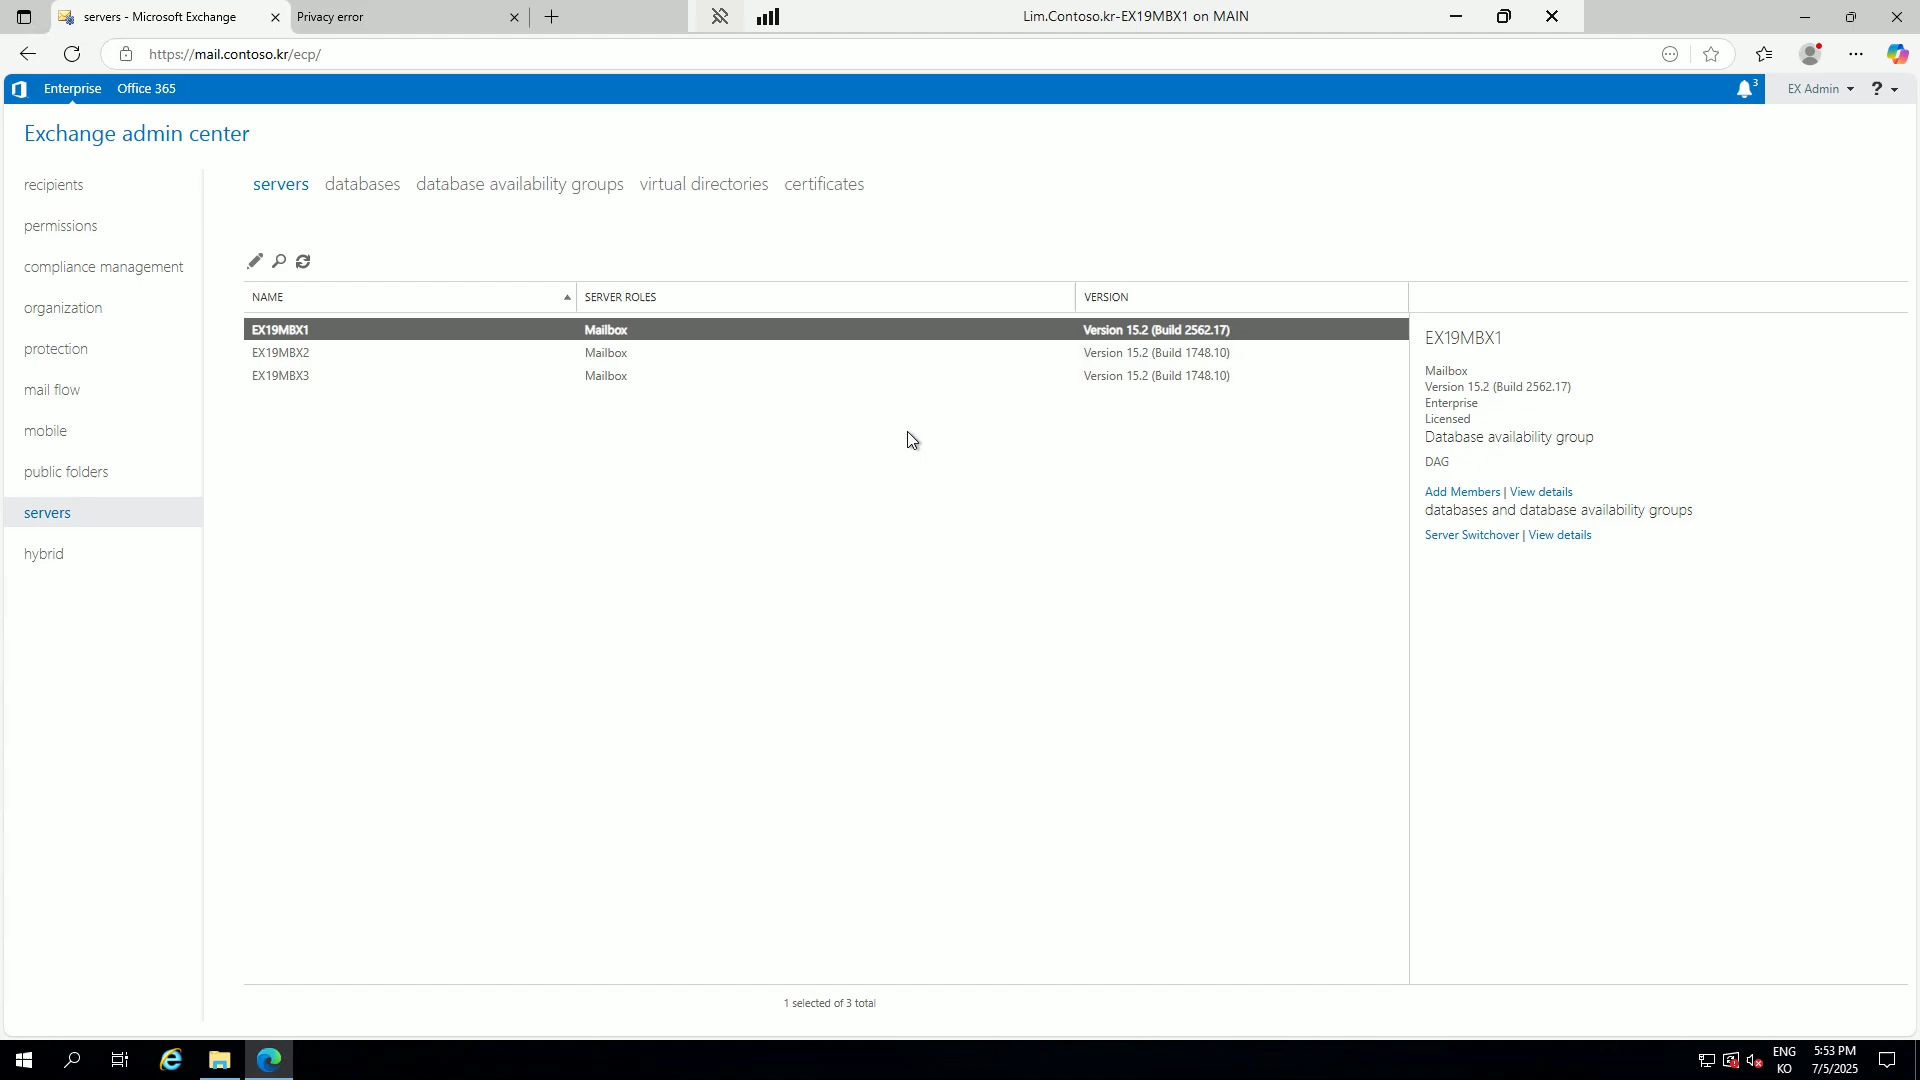 servers - Microsoft Exchange
Privacy error
Lim.Contoso.kr-EX19MBX1 on MAIN
https://mail.contoso.kr/ecp/
Enterprise Office 365
3
EX Admin
?
Exchange admin center
recipients
permissions
compliance management
organization
protection
mail flow
mobile
public folders
servers
hybrid
servers databases database availability groups virtual directories certificates
NAME SERVER ROLES VERSION
EX19MBX1 Mailbox Version 15.2 (Build 2562.17)
EX19MBX2 Mailbox Version 15.2 (Build 1748.10)
EX19MBX3 Mailbox Version 15.2 (Build 1748.10)
EX19MBX1
Mailbox
Version 15.2 (Build 2562.17)
Enterprise
Licensed
Database availability group
DAG
Add Members | View details
databases and database availability groups
Server Switchover | View details
1 selected of 3 total
ENG
KO
5:53 PM
7/5/2025